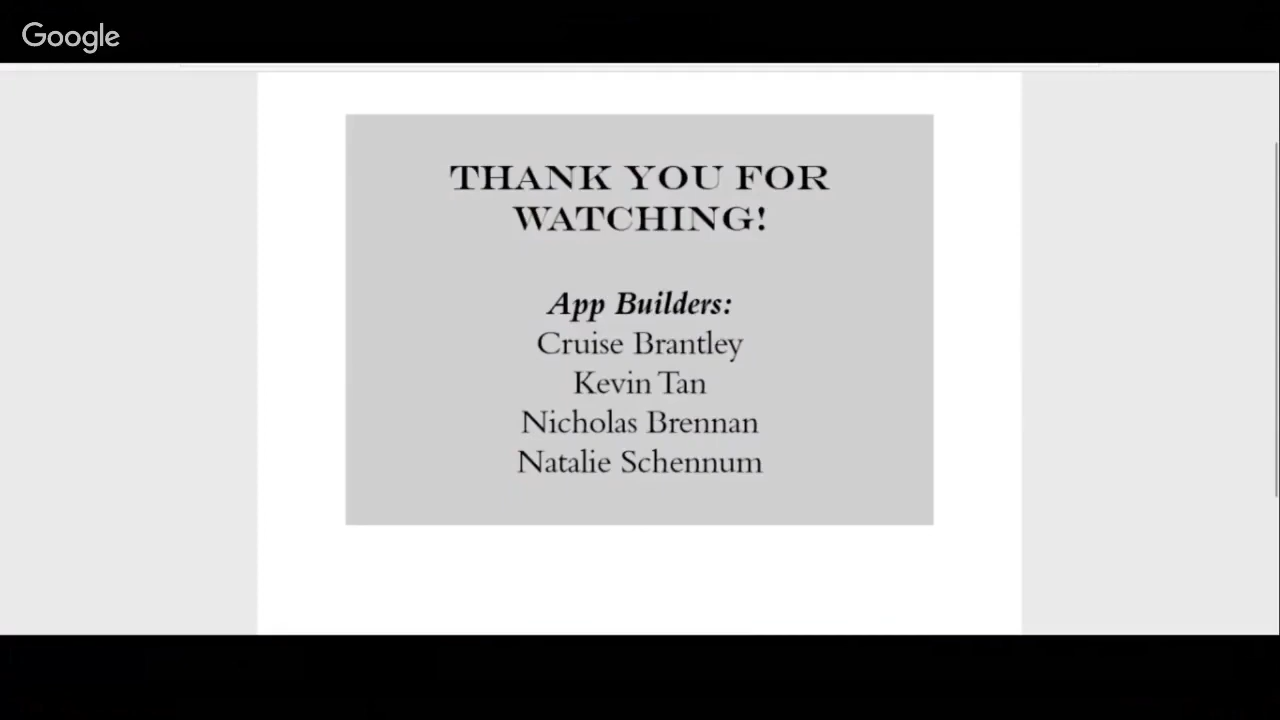 Google
THANK YOU FOR
WATCHING!
App Builders:
Cruise Brantley
Kevin Tan
Nicholas Brennan
Natalie Schennum